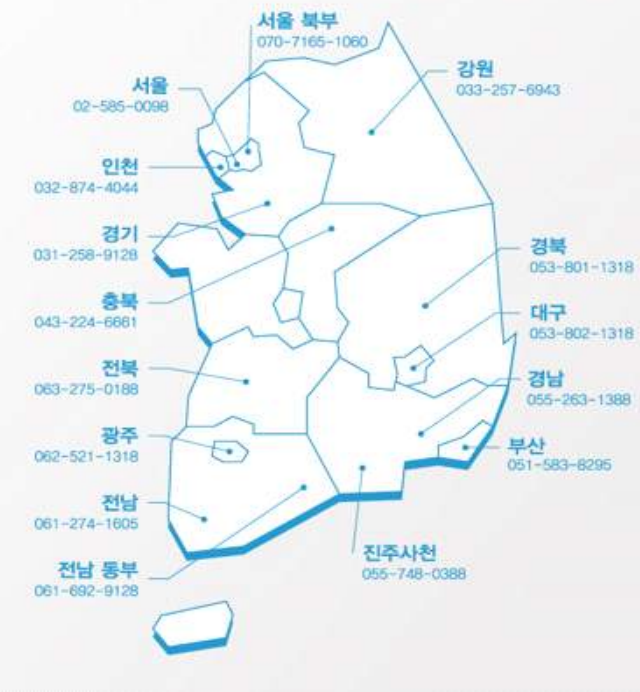 서울 북부
070-7165-1060
서울
02-585-0098
강원
033-257-6943
인천
032-874-4044
경기
031-258-9128
경북
053-801-1318
충북
043-224-6661
대구
053-802-1318
전북
063-275-0188
경남
055-263-1388
광주
062-521-1318
부산
051-583-8295
전남
061-274-1605
전남 동부
061-692-9128
진주사천
055-748-0388